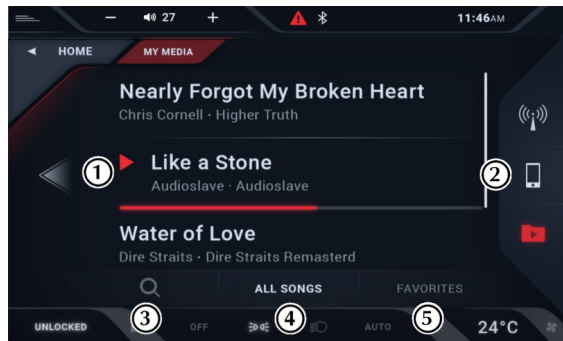 − 27 +
11:46AM
HOME
MY MEDIA
Nearly Forgot My Broken Heart
Chris Cornell · Higher Truth
1
Like a Stone
2
Audioslave · Audioslave
Water of Love
Dire Straits · Dire Straits Remasterd
ALL SONGS
FAVORITES
3
4
5
UNLOCKED
OFF
AUTO
24°C